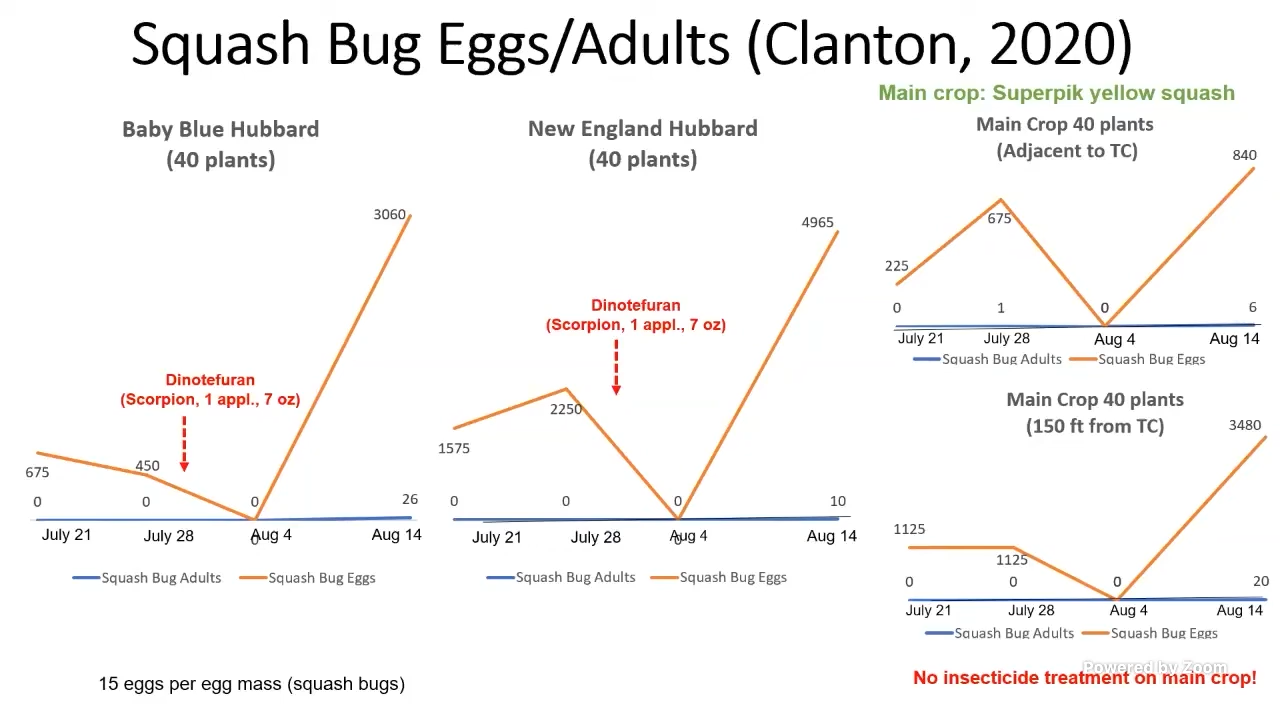 Squash Bug Eggs/Adults (Clanton, 2020)
Main crop: Superpik yellow squash
Baby Blue Hubbard
(40 plants)
3060
Dinotefuran
(Scorpion, 1 appl., 7 oz)
675
450
0
0
0
26
0
July 21
July 28
Aug 4
Aug 14
Squash Bug Adults
Squash Bug Eggs
New England Hubbard
(40 plants)
4965
Dinotefuran
(Scorpion, 1 appl., 7 oz)
1575
2250
0
0
0
10
0
July 21
July 28
Aug 4
Aug 14
Squash Bug Adults
Squash Bug Eggs
Main Crop 40 plants
(Adjacent to TC)
840
225
675
0
1
0
6
July 21
July 28
Aug 4
Aug 14
Squash Bug Adults
Squash Bug Eggs
Main Crop 40 plants
(150 ft from TC)
3480
1125
1125
0
0
0
20
July 21
July 28
Aug 4
Aug 14
Squash Bug Adults
Squash Bug Eggs
15 eggs per egg mass (squash bugs)
Powered by Zoom
No insecticide treatment on main crop!